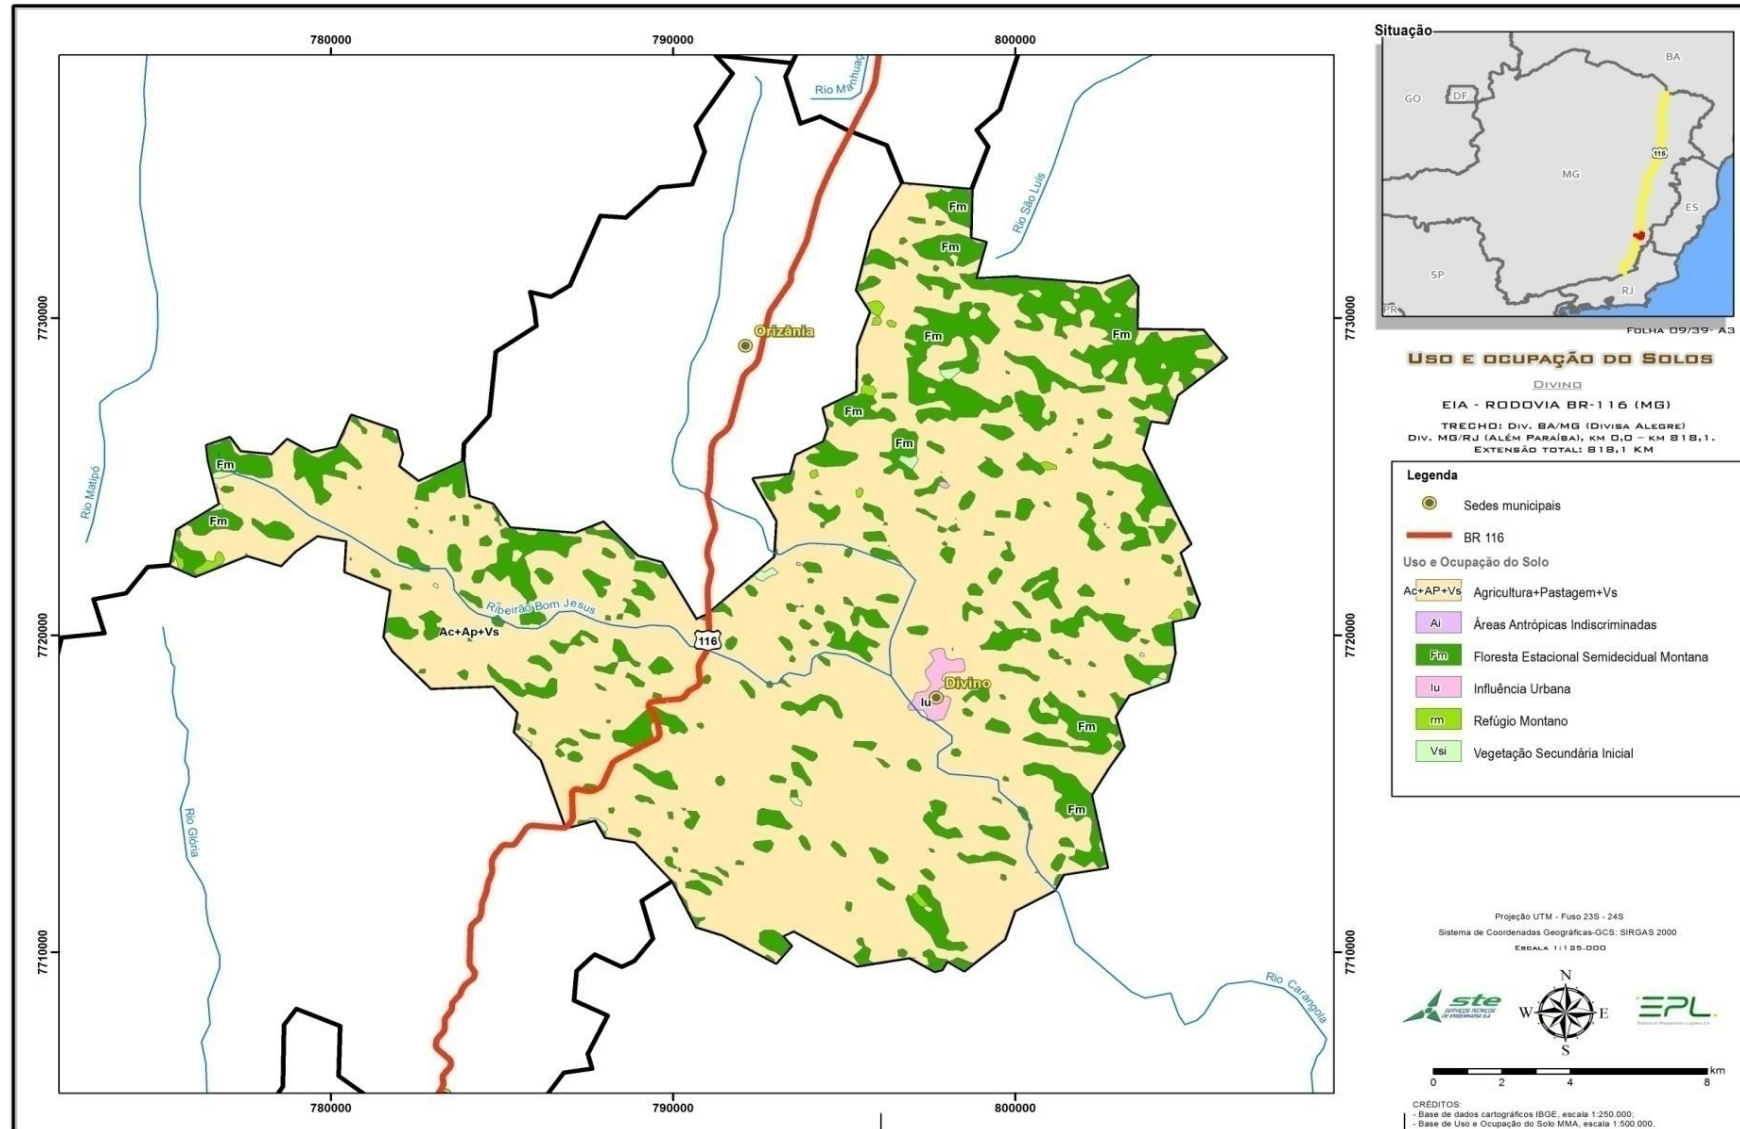 780000
790000
800000
7730000
7720000
7710000
7730000
7720000
7710000
780000
790000
800000
Rio Manhuaç
Rio São Luís
Orizânia
Rio Matipó
Fm
Fm
Fm
Fm
Fm
Fm
Fm
Fm
Ribeirão Bom Jesus
Ac+Ap+Vs
116
Divino
Iu
Fm
Fm
Rio Glória
Rio Carangola
Situação
BA
GO
DF
116
MG
ES
SP
RJ
PR
FOLHA 09/39- A3
USO E OCUPAÇÃO DO SOLOS
DIVINO
EIA - RODOVIA BR-116 (MG)
TRECHO: DIV. BA/MG (DIVISA ALEGRE)
DIV. MG/RJ (ALÉM PARAÍBA), KM 0,0 – KM 818,1.
EXTENSÃO TOTAL: 818,1 KM
Legenda
Sedes municipais
BR 116
Uso e Ocupação do Solo
Ac+AP+Vs Agricultura+Pastagem+Vs
Ai Áreas Antrópicas Indiscriminadas
Fm Floresta Estacional Semidecidual Montana
Iu Influência Urbana
rm Refúgio Montano
Vsi Vegetação Secundária Inicial
Projeção UTM - Fuso 23S - 24S
Sistema de Coordenadas Geográficas-GCS: SIRGAS 2000
ESCALA 1:125.000
ste
SERVIÇOS TÉCNICOS
DE ENGENHARIA S.A
N
W E
S
EPL
km
0 2 4 8
CRÉDITOS:
- Base de dados cartográficos IBGE, escala 1:250.000;
- Base de Uso e Ocupação do Solo MMA, escala 1:500.000.